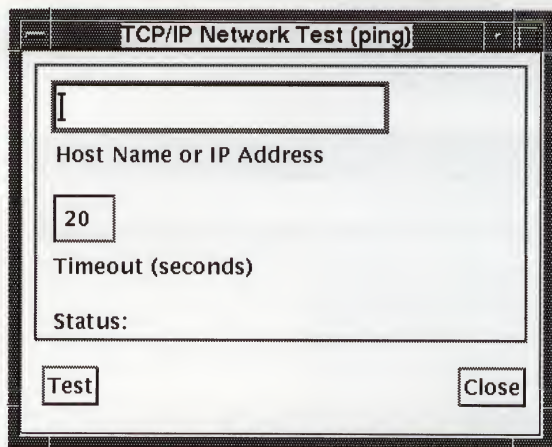 TCP/IP Network Test (ping)
Host Name or IP Address
20
Timeout (seconds)
Status:
Test
Close